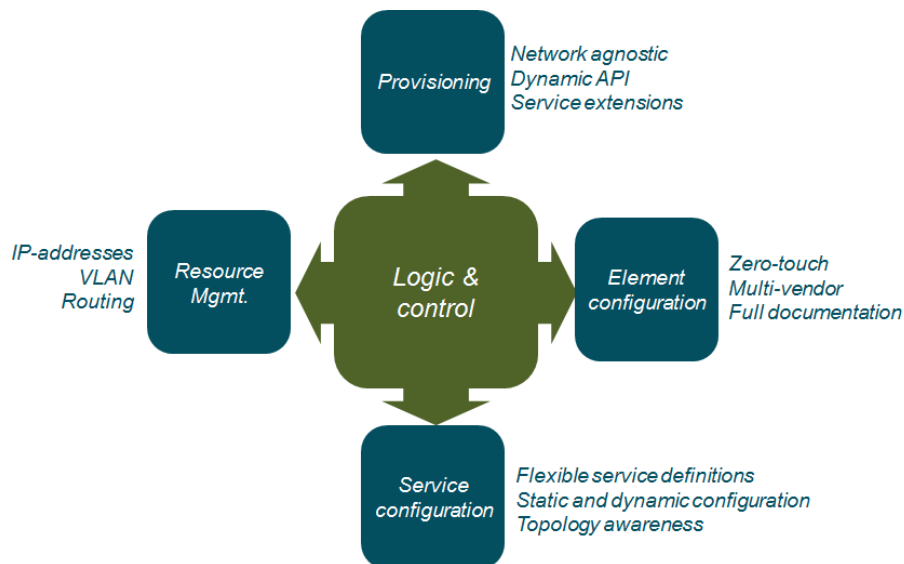 Provisioning
Network agnostic
Dynamic API
Service extensions
IP-addresses
VLAN
Routing
Resource
Mgmt.
Logic &
control
Element
configuration
Zero-touch
Multi-vendor
Full documentation
Service
configuration
Flexible service definitions
Static and dynamic configuration
Topology awareness